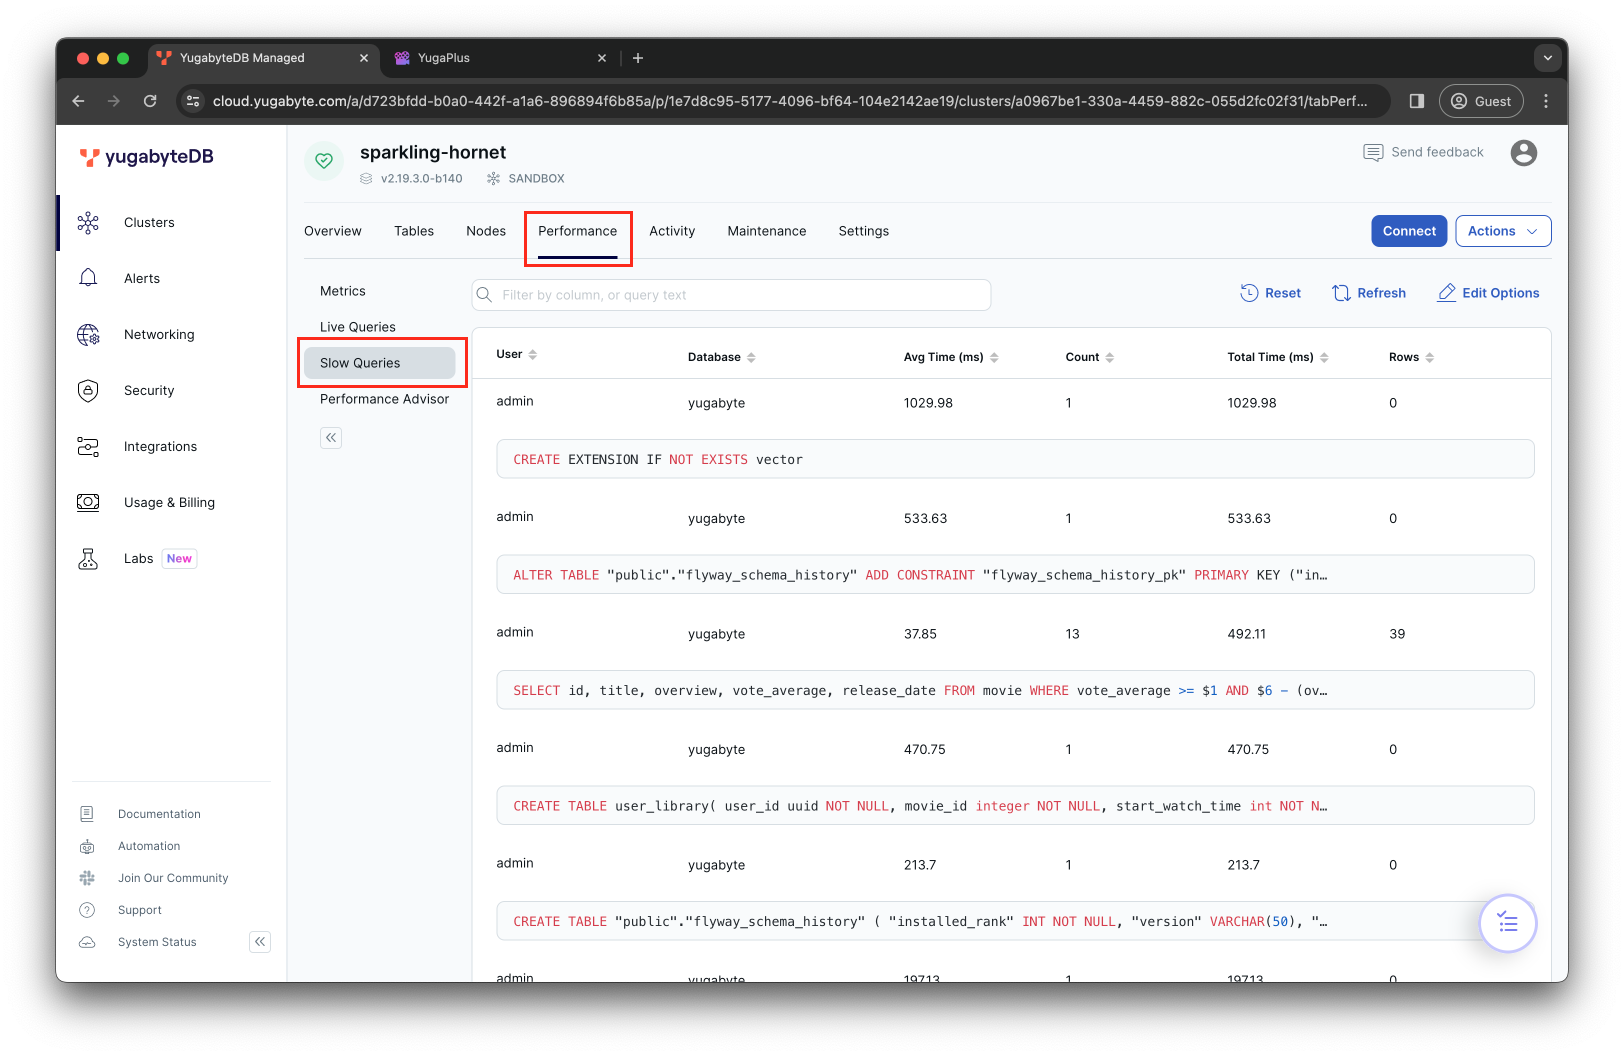 YugabyteDB Managed
YugaPlus
cloud.yugabyte.com/a/d723bfdd-b0a0-442f-a1a6-896894f6b85a/p/1e7d8c95-5177-4096-bf64-104e2142ae19/clusters/a0967be1-330a-4459-882c-055d2fc02f31/tabPerf...
Guest
yugabyteDB
Clusters
Alerts
Networking
Security
Integrations
Usage & Billing
Labs New
Documentation
Automation
Join Our Community
Support
System Status
sparkling-hornet
v2.19.3.0-b140 SANDBOX
Send feedback
Overview Tables Nodes Performance Activity Maintenance Settings
Connect Actions
Metrics
Live Queries
Slow Queries
Performance Advisor
Filter by column, or query text
Reset Refresh Edit Options
User Database Avg Time (ms) Count Total Time (ms) Rows
admin yugabyte 1029.98 1 1029.98 0
CREATE EXTENSION IF NOT EXISTS vector
admin yugabyte 533.63 1 533.63 0
ALTER TABLE "public"."flyway_schema_history" ADD CONSTRAINT "flyway_schema_history_pk" PRIMARY KEY ("in…
admin yugabyte 37.85 13 492.11 39
SELECT id, title, overview, vote_average, release_date FROM movie WHERE vote_average >= $1 AND $6 - (ov…
admin yugabyte 470.75 1 470.75 0
CREATE TABLE user_library( user_id uuid NOT NULL, movie_id integer NOT NULL, start_watch_time int NOT N…
admin yugabyte 213.7 1 213.7 0
CREATE TABLE "public"."flyway_schema_history" ( "installed_rank" INT NOT NULL, "version" VARCHAR(50), "…
admin yugabyte 197.13 1 197.13 0